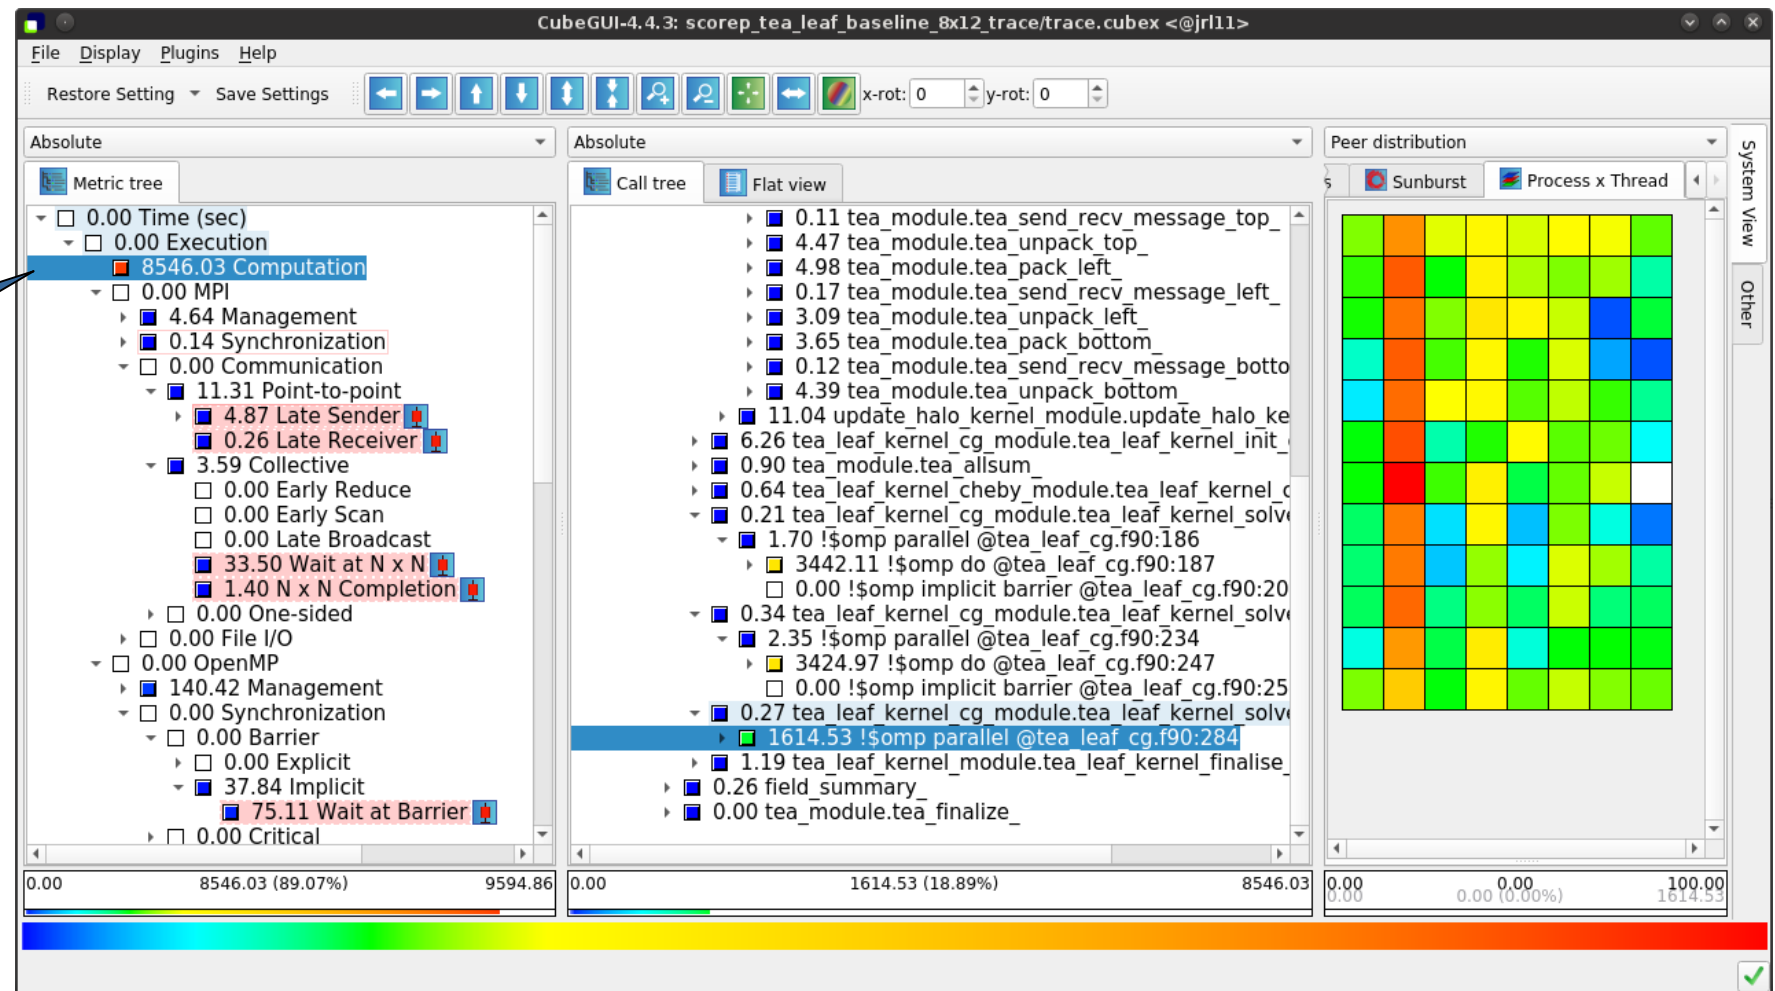 CubeGUI-4.4.3: scorep_tea_leaf_baseline_8x12_trace/trace.cubex <@jrl11>
File Display Plugins Help
Restore Setting Save Settings x-rot: 0 y-rot: 0
Absolute
Metric tree
0.00 Time (sec)
0.00 Execution
8546.03 Computation
0.00 MPI
4.64 Management
0.14 Synchronization
0.00 Communication
11.31 Point-to-point
4.87 Late Sender
0.26 Late Receiver
3.59 Collective
0.00 Early Reduce
0.00 Early Scan
0.00 Late Broadcast
33.50 Wait at N x N
1.40 N x N Completion
0.00 One-sided
0.00 File I/O
0.00 OpenMP
140.42 Management
0.00 Synchronization
0.00 Barrier
0.00 Explicit
37.84 Implicit
75.11 Wait at Barrier
0.00 Critical
0.00 8546.03 (89.07%) 9594.86
Absolute
Call tree Flat view
0.11 tea_module.tea_send_recv_message_top_
4.47 tea_module.tea_unpack_top_
4.98 tea_module.tea_pack_left_
0.17 tea_module.tea_send_recv_message_left_
3.09 tea_module.tea_unpack_left_
3.65 tea_module.tea_pack_bottom_
0.12 tea_module.tea_send_recv_message_botto
4.39 tea_module.tea_unpack_bottom_
11.04 update_halo_kernel_module.update_halo_ke
6.26 tea_leaf_kernel_cg_module.tea_leaf_kernel_init_
0.90 tea_module.tea_allsum_
0.64 tea_leaf_kernel_cheby_module.tea_leaf_kernel_c
0.21 tea_leaf_kernel_cg_module.tea_leaf_kernel_solv
1.70 !$omp parallel @tea_leaf_cg.f90:186
3442.11 !$omp do @tea_leaf_cg.f90:187
0.00 !$omp implicit barrier @tea_leaf_cg.f90:20
0.34 tea_leaf_kernel_cg_module.tea_leaf_kernel_solv
2.35 !$omp parallel @tea_leaf_cg.f90:234
3424.97 !$omp do @tea_leaf_cg.f90:247
0.00 !$omp implicit barrier @tea_leaf_cg.f90:25
0.27 tea_leaf_kernel_cg_module.tea_leaf_kernel_solv
1614.53 !$omp parallel @tea_leaf_cg.f90:284
1.19 tea_leaf_kernel_module.tea_leaf_kernel_finalise_
0.26 field_summary_
0.00 tea_module.tea_finalize_
0.00 1614.53 (18.89%) 8546.03
Peer distribution
s Sunburst Process x Thread
0.00 0.00 100.00
0.00 0.00 (0.00%) 1614.53
System View
Other